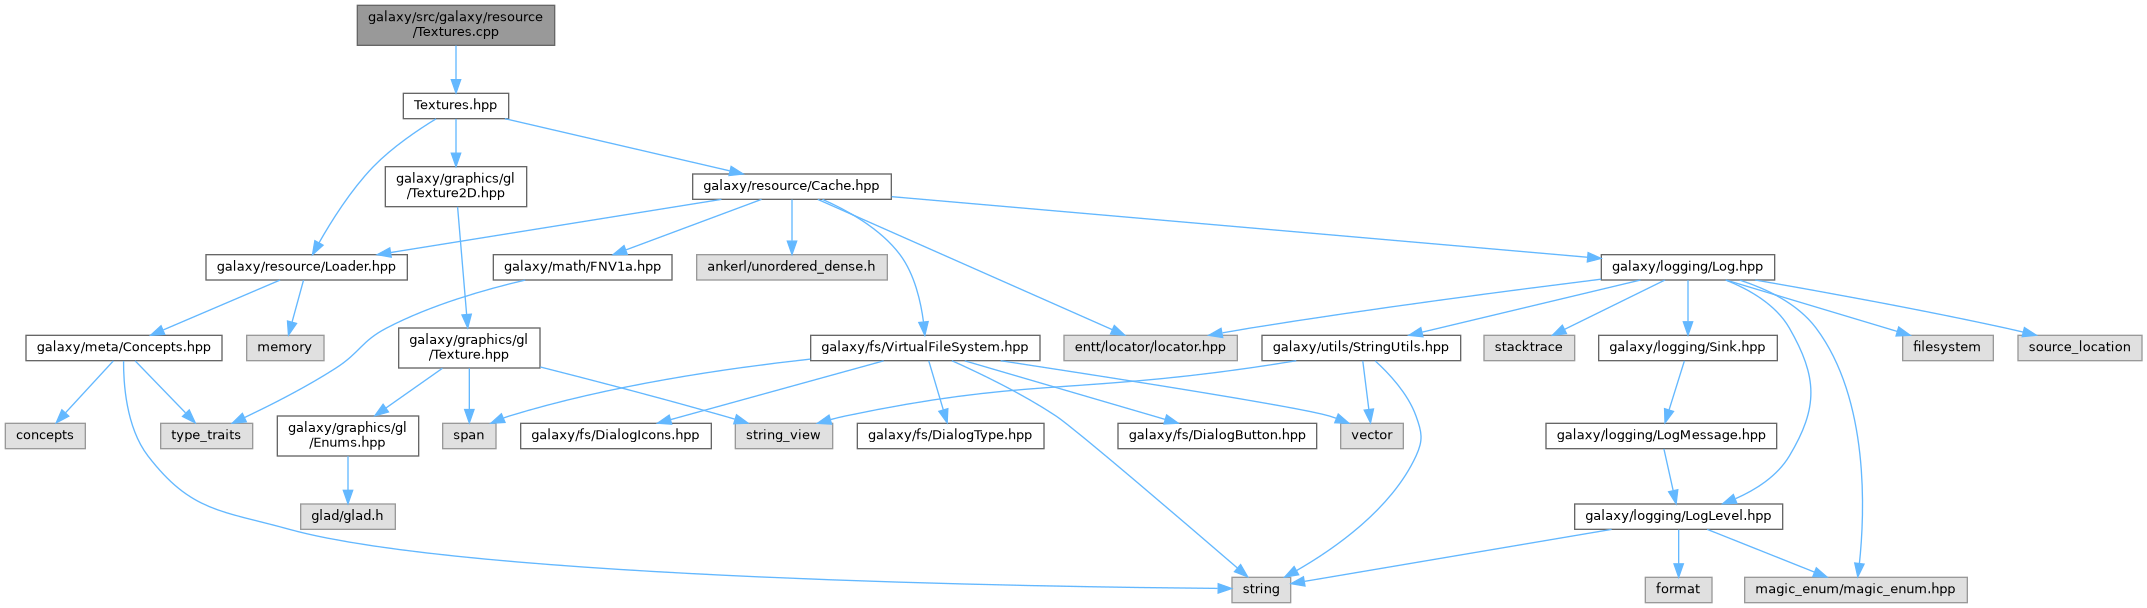 galaxy/src/galaxy/resource
/Textures.cpp
Textures.hpp
galaxy/graphics/gl
/Texture2D.hpp
galaxy/resource/Cache.hpp
galaxy/resource/Loader.hpp
galaxy/math/FNV1a.hpp
ankerl/unordered_dense.h
galaxy/logging/Log.hpp
galaxy/meta/Concepts.hpp
memory
galaxy/graphics/gl
/Texture.hpp
galaxy/fs/VirtualFileSystem.hpp
entt/locator/locator.hpp
galaxy/utils/StringUtils.hpp
stacktrace
galaxy/logging/Sink.hpp
filesystem
source_location
concepts
type_traits
galaxy/graphics/gl
/Enums.hpp
span
galaxy/fs/DialogIcons.hpp
string_view
galaxy/fs/DialogType.hpp
galaxy/fs/DialogButton.hpp
vector
galaxy/logging/LogMessage.hpp
glad/glad.h
galaxy/logging/LogLevel.hpp
string
format
magic_enum/magic_enum.hpp